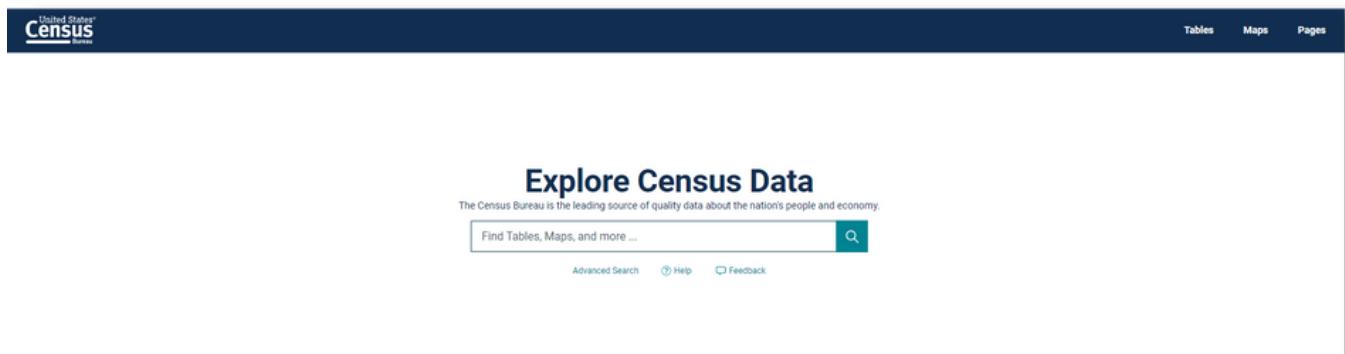 United States®
Census
Bureau
Tables Maps Pages
Explore Census Data
The Census Bureau is the leading source of quality data about the nation's people and economy.
Find Tables, Maps, and more ...
Advanced Search Help Feedback